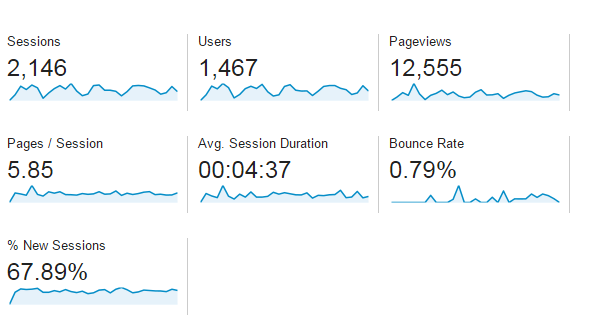 Sessions
2,146
Users
1,467
Pageviews
12,555
Pages / Session
5.85
Avg. Session Duration
00:04:37
Bounce Rate
0.79%
% New Sessions
67.89%